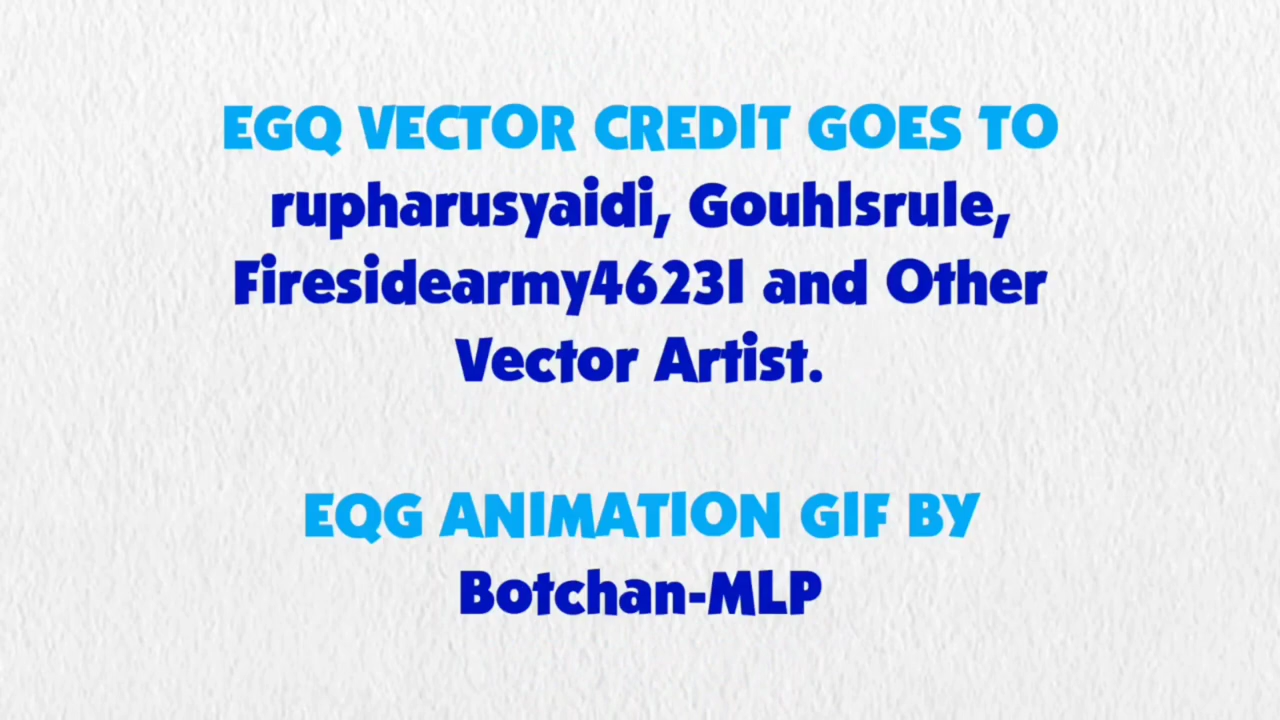 EGQ VECTOR CREDIT GOES TO
rupharusyaidi, Gouhlsrule,
Firesidearmy46231 and Other
Vector Artist.
EQG ANIMATION GIF BY
Botchan-MLP